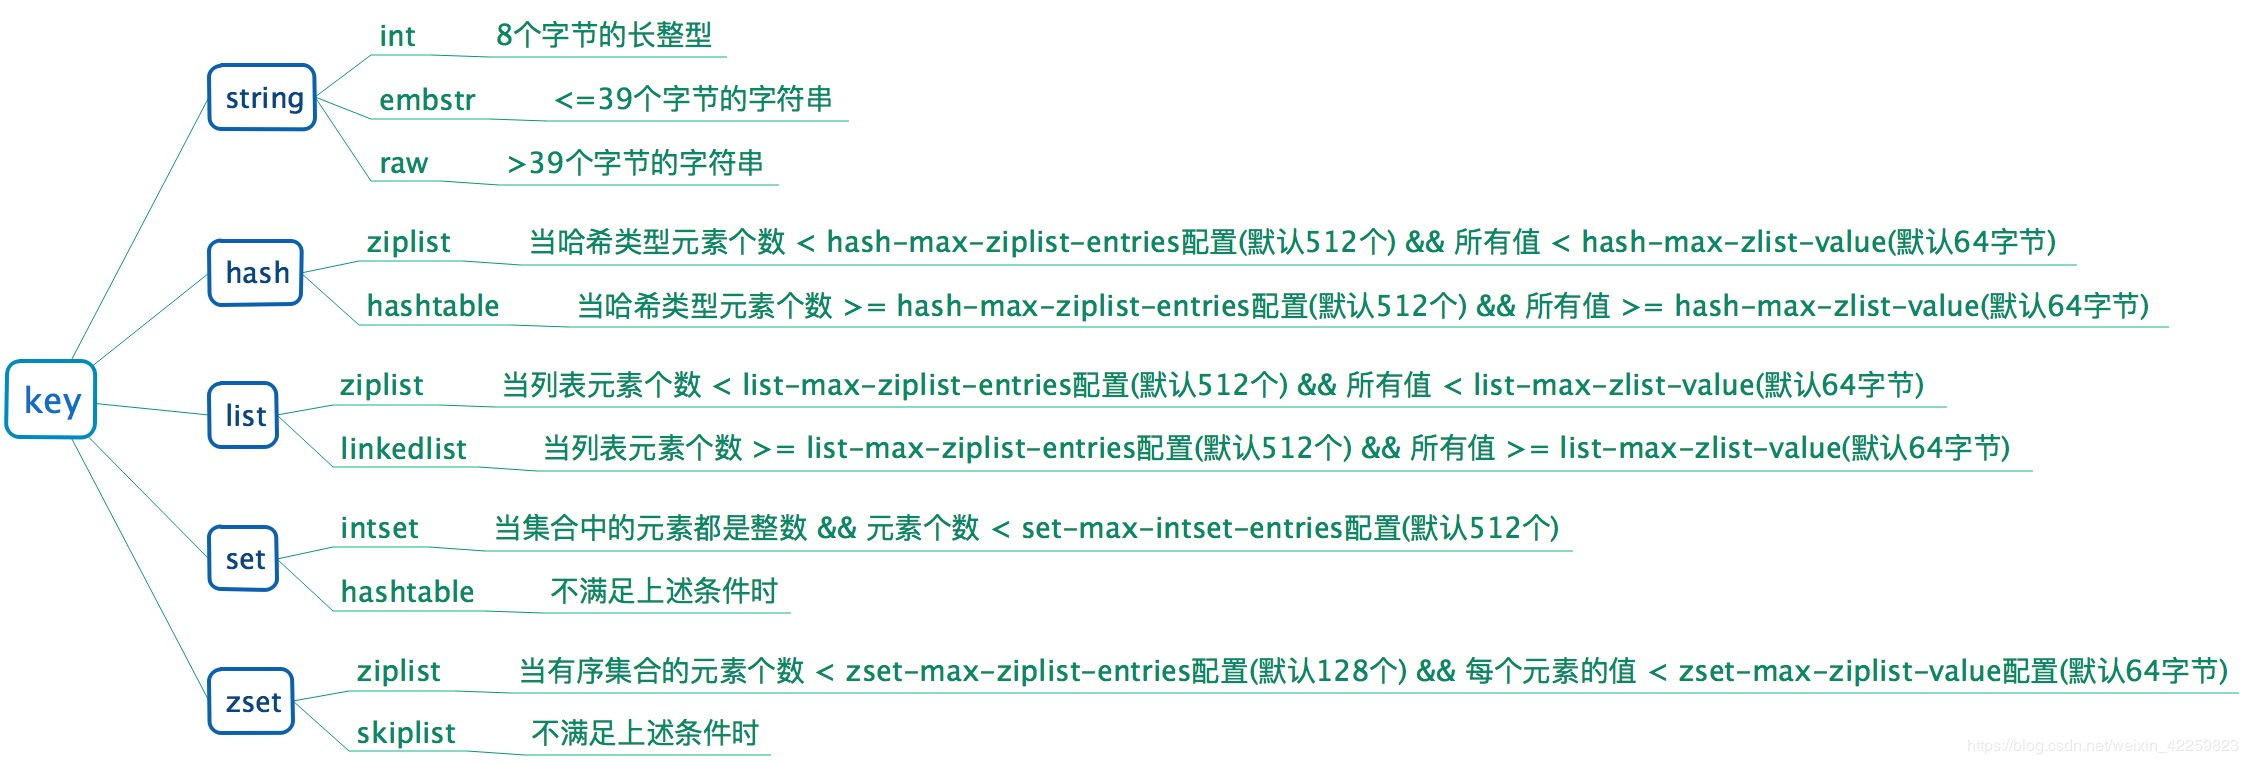 key
string
int 8个字节的长整型
embstr <=39个字节的字符串
raw >39个字节的字符串
hash
ziplist 当哈希类型元素个数 < hash-max-ziplist-entries配置(默认512个) && 所有值 < hash-max-zlist-value(默认64字节)
hashtable 当哈希类型元素个数 >= hash-max-ziplist-entries配置(默认512个) && 所有值 >= hash-max-zlist-value(默认64字节)
list
ziplist 当列表元素个数 < list-max-ziplist-entries配置(默认512个) && 所有值 < list-max-zlist-value(默认64字节)
linkedlist 当列表元素个数 >= list-max-ziplist-entries配置(默认512个) && 所有值 >= list-max-zlist-value(默认64字节)
set
intset 当集合中的元素都是整数 && 元素个数 < set-max-intset-entries配置(默认512个)
hashtable 不满足上述条件时
zset
ziplist 当有序集合的元素个数 < zset-max-ziplist-entries配置(默认128个) && 每个元素的值 < zset-max-ziplist-value配置(默认64字节)
skiplist 不满足上述条件时
https://blog.csdn.net/weixin_42259823